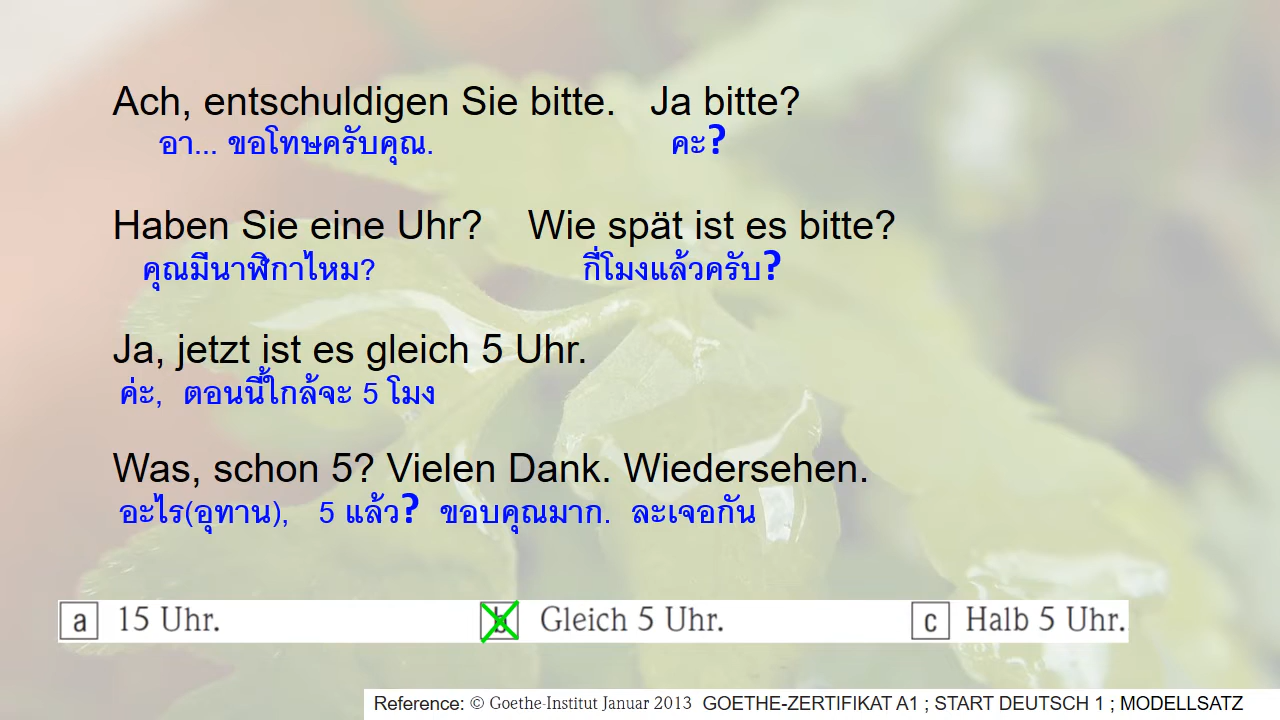 Ach, entschuldigen Sie bitte. Ja bitte?
อา... ขอโทษครับคุณ. คะ?
Haben Sie eine Uhr? Wie spät ist es bitte?
คุณมีนาฬิกาไหม? กี่โมงแล้วครับ?
Ja, jetzt ist es gleich 5 Uhr.
ค่ะ, ตอนนี้ใกล้จะ 5 โมง
Was, schon 5? Vielen Dank. Wiedersehen.
อะไร(อุทาน), 5 แล้ว? ขอบคุณมาก. ละเจอกัน
a 15 Uhr. b Gleich 5 Uhr. c Halb 5 Uhr.
Reference: © Goethe-Institut Januar 2013 GOETHE-ZERTIFIKAT A1 ; START DEUTSCH 1 ; MODELLSATZ